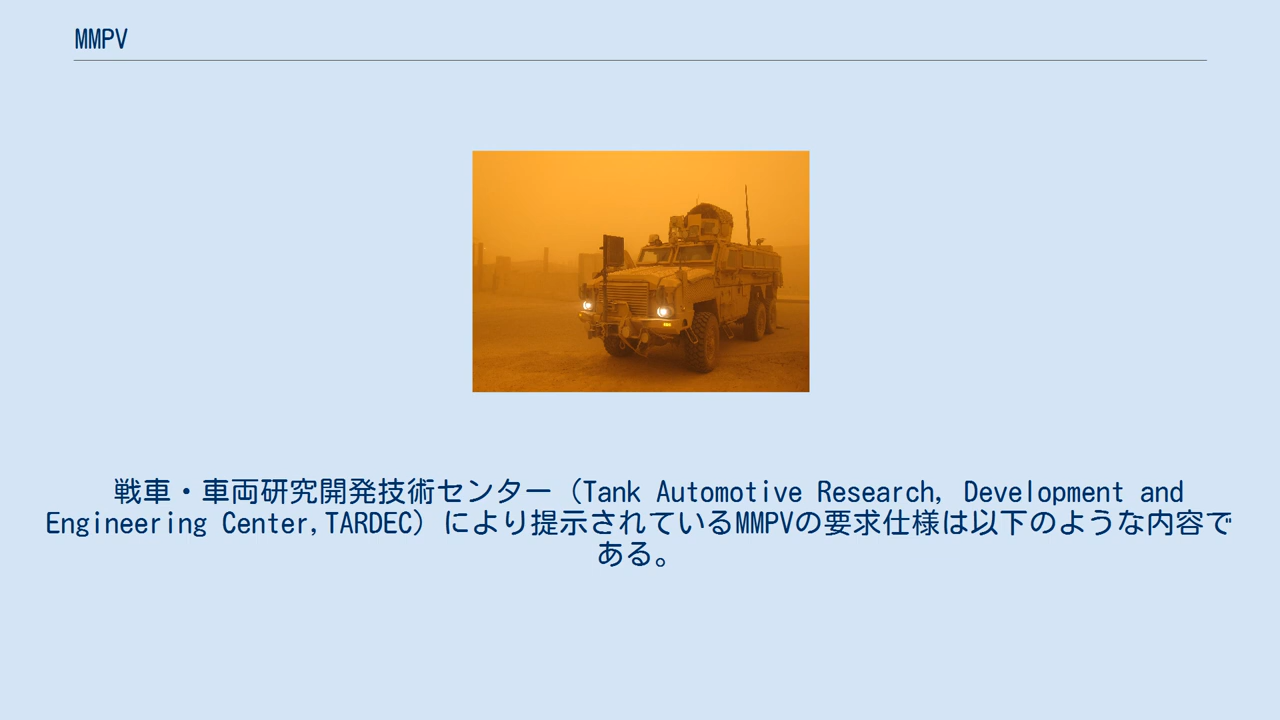 MMPV
戦車・車両研究開発技術センター（Tank Automotive Research, Development and
Engineering Center,TARDEC）により提示されているMMPVの要求仕様は以下のような内容で
ある。